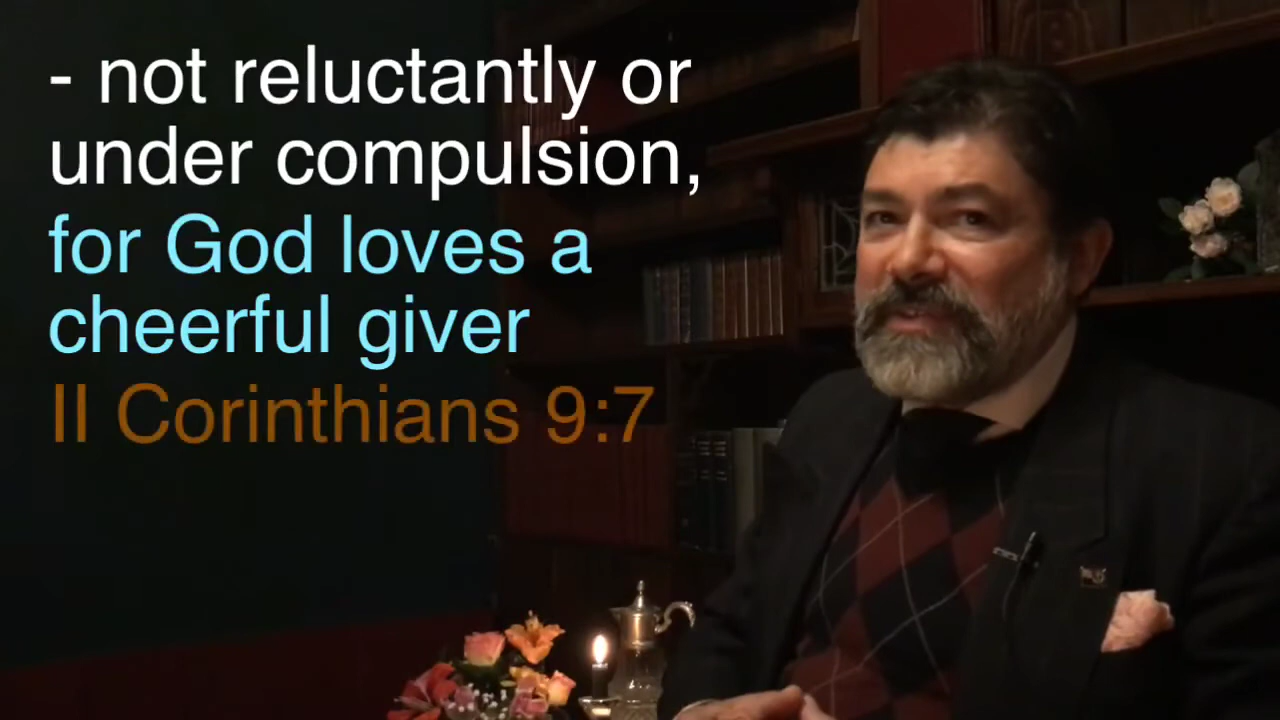 - not reluctantly or
under compulsion,
for God loves a
cheerful giver
II Corinthians 9:7